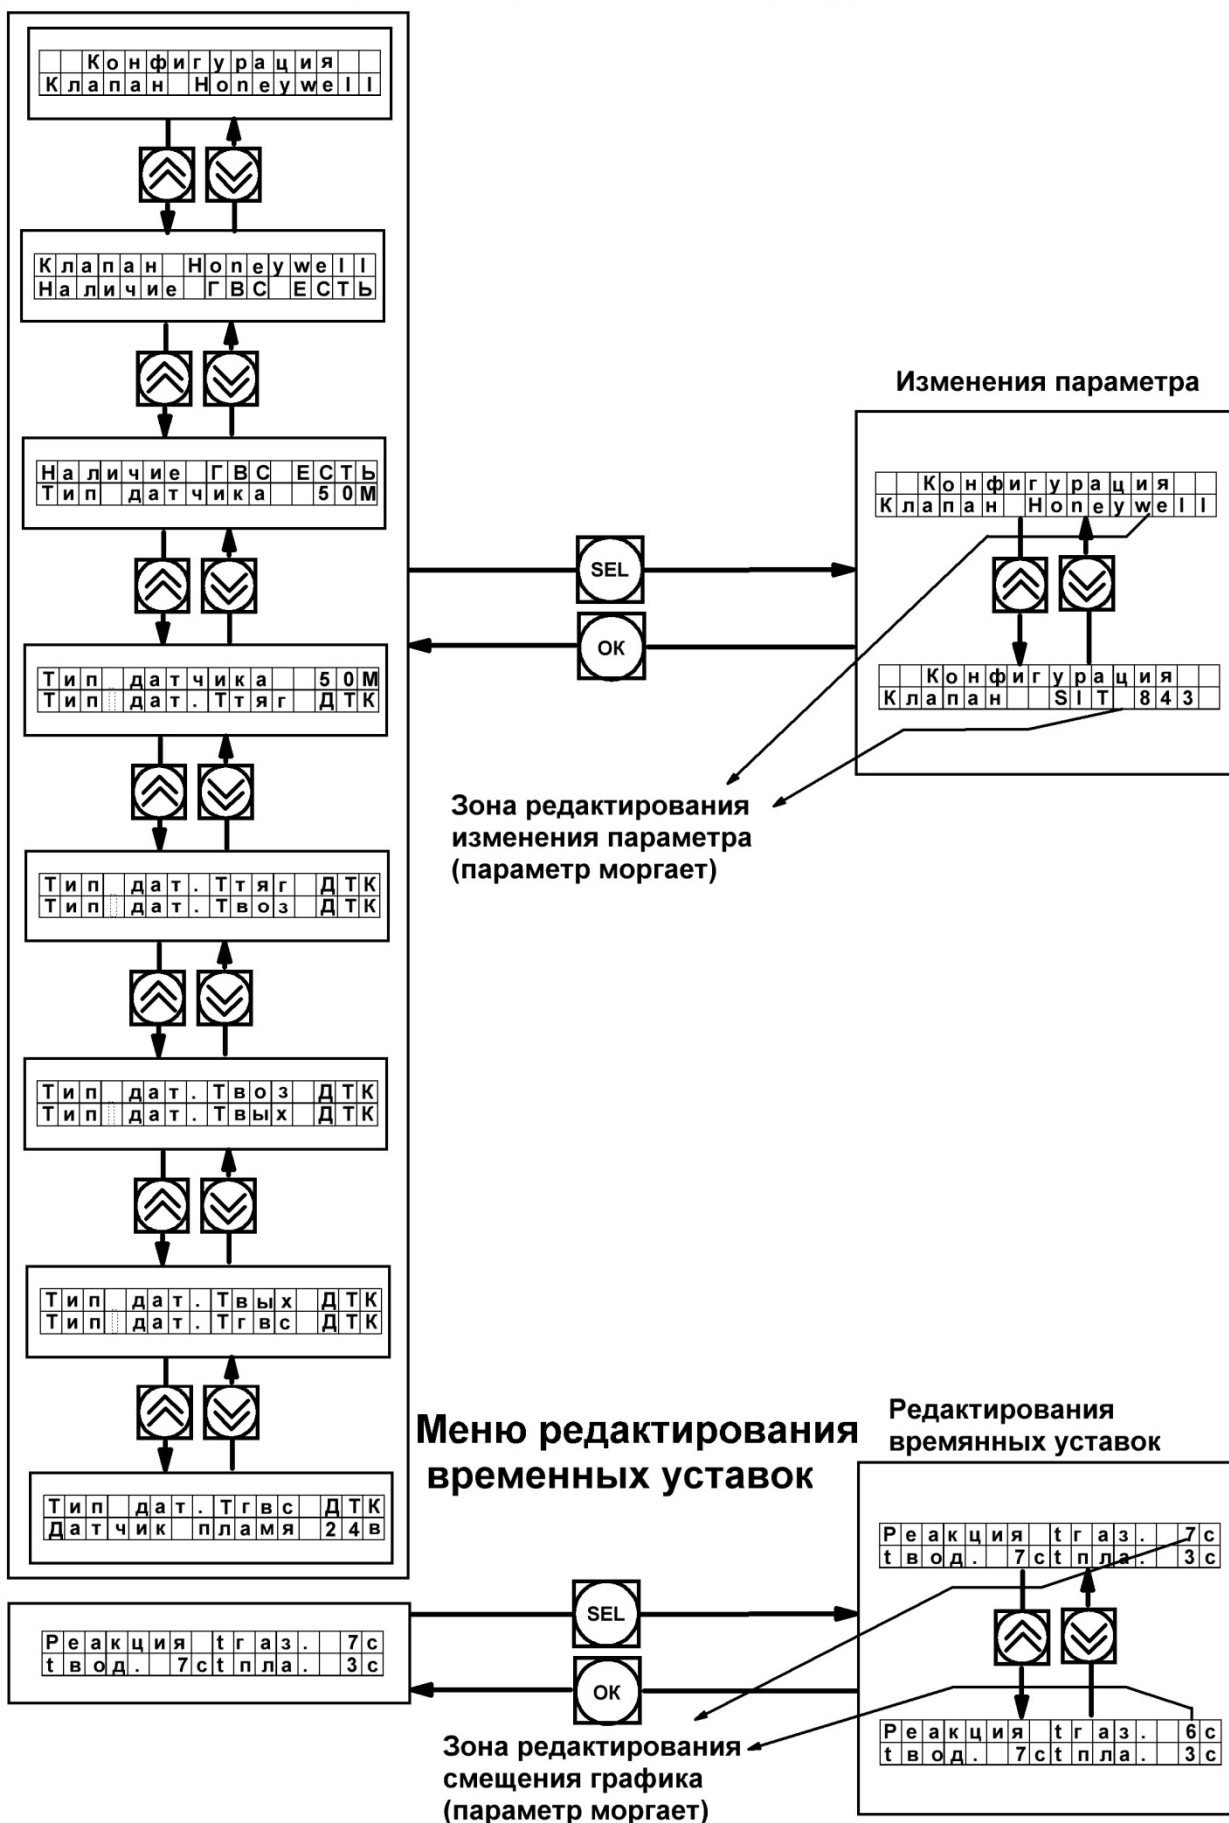 Конфигурация
Клапан Honeywell
Клапан Honeywell
Наличие ГВС ЕСТЬ
Наличие ГВС ЕСТЬ
Тип датчика 50М
Тип датчика 50М
Тип дат.Ттяг ДТК
Тип дат.Ттяг ДТК
Тип дат.Твоз ДТК
Тип дат.Твоз ДТК
Тип дат.Твых ДТК
Тип дат.Твых ДТК
Тип дат.Тгвс ДТК
Тип дат.Тгвс ДТК
Датчик пламя 24в
SEL
OK
Изменения параметра
Конфигурация
Клапан Honeywell
Конфигурация
Клапан SIT 843
Зона редактирования
изменения параметра
(параметр моргает)
Меню редактирования
временных уставок
Реакция tгаз. 7с
tвод. 7сtпла. 3с
SEL
OK
Редактирования
времянных уставок
Реакция tгаз. 7с
tвод. 7сtпла. 3с
Реакция tгаз. 6с
tвод. 7сtпла. 3с
Зона редактирования
смещения графика
(параметр моргает)